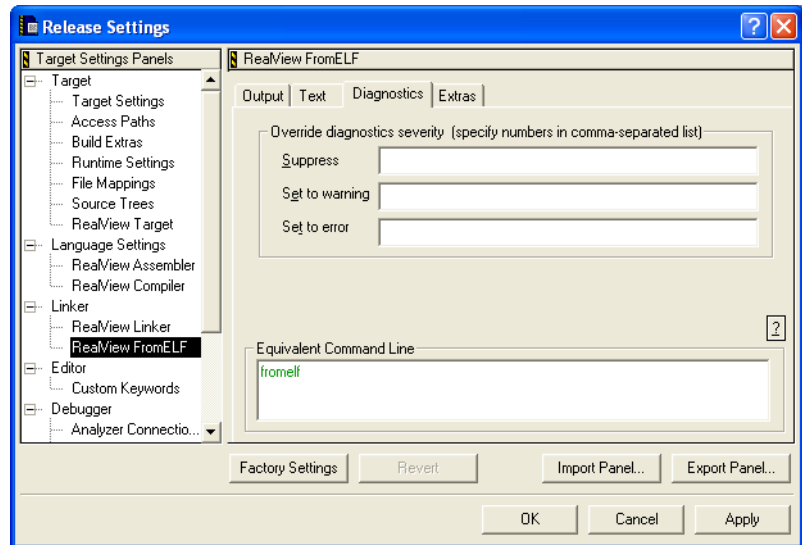 Release Settings
Target Settings Panels
Target
Target Settings
Access Paths
Build Extras
Runtime Settings
File Mappings
Source Trees
RealView Target
Language Settings
RealView Assembler
RealView Compiler
Linker
RealView Linker
RealView FromELF
Editor
Custom Keywords
Debugger
Analyzer Connectio...
RealView FromELF
Output Text Diagnostics Extras
Override diagnostics severity (specify numbers in comma-separated list)
Suppress
Set to warning
Set to error
?
Equivalent Command Line
fromelf
Factory Settings Revert Import Panel... Export Panel...
OK Cancel Apply